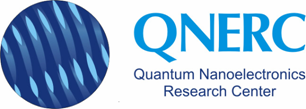 QNERC
Quantum Nanoelectronics
Research Center